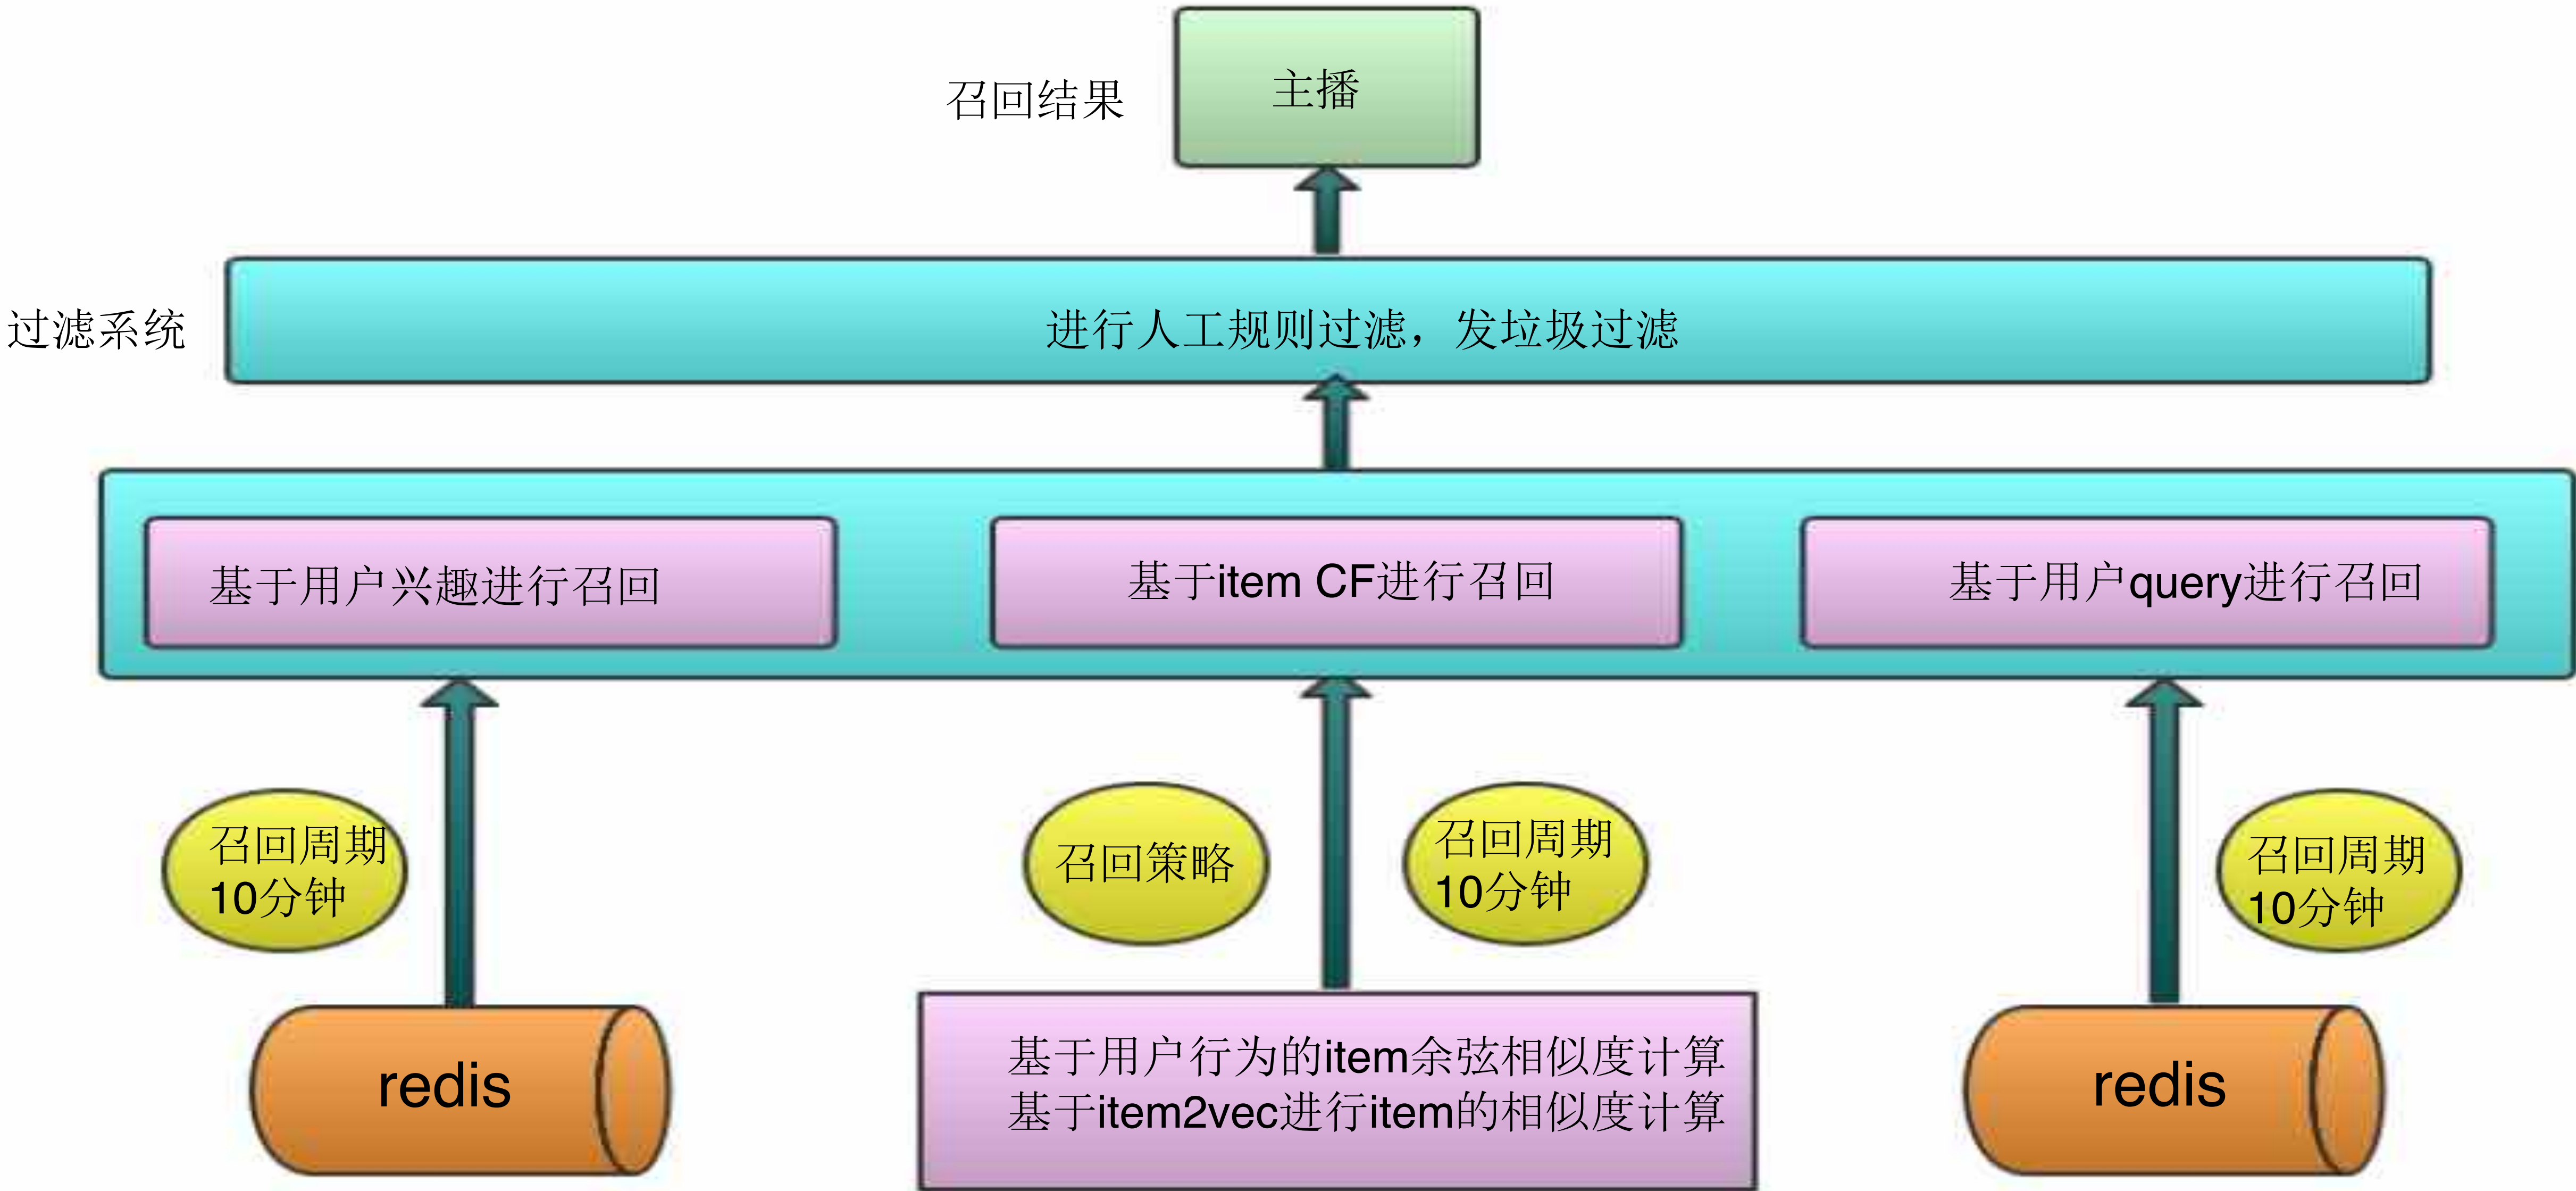 召回结果
主播
过滤系统
进行人工规则过滤，发垃圾过滤
基于用户兴趣进行召回
基于item CF进行召回
基于用户query进行召回
召回周期
10分钟
召回策略
召回周期
10分钟
召回周期
10分钟
redis
基于用户行为的item余弦相似度计算
基于item2vec进行item的相似度计算
redis